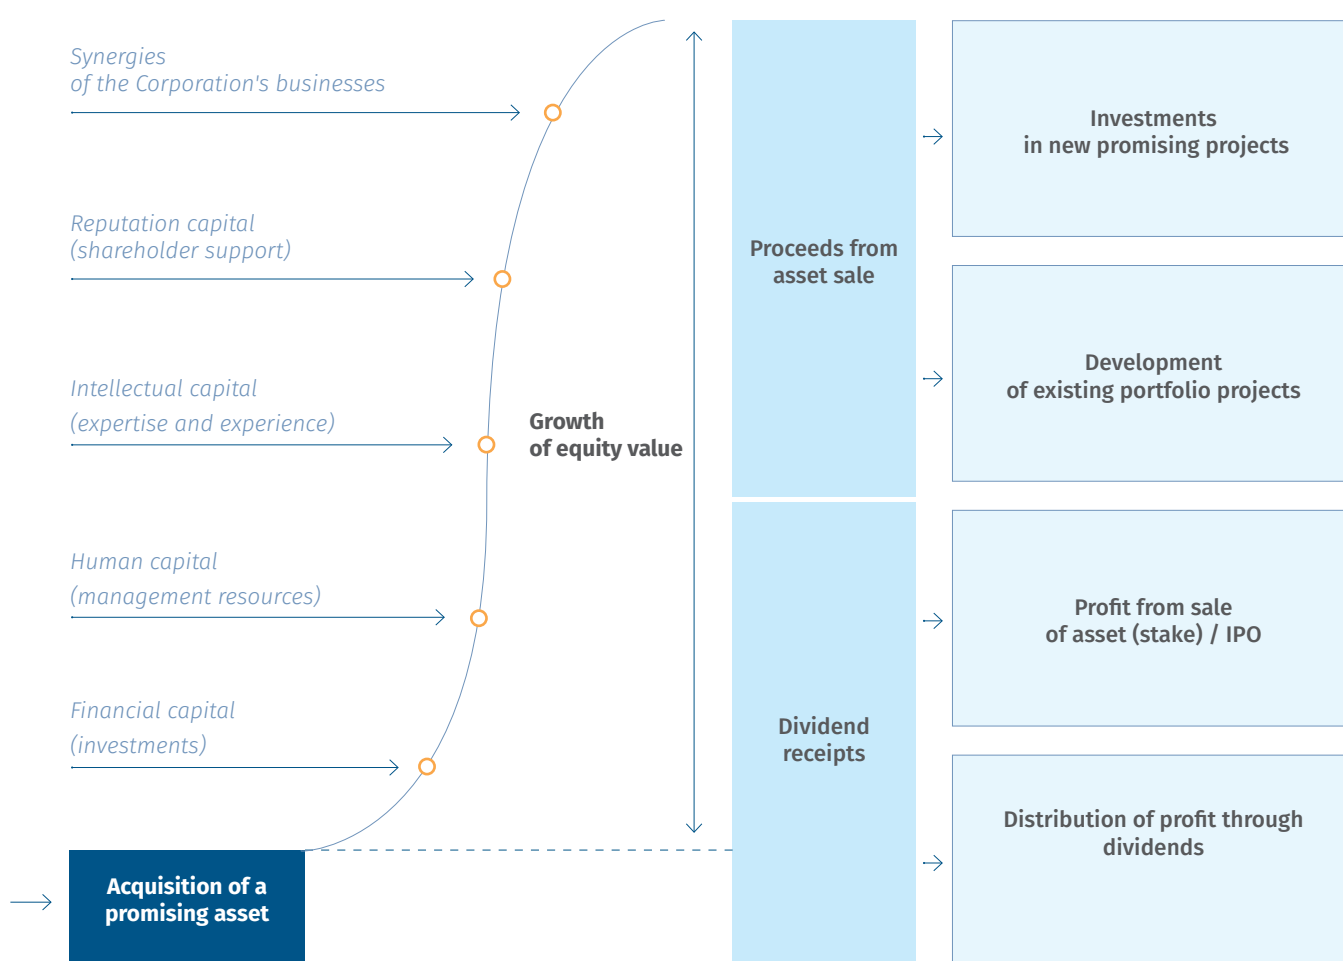 Synergies
of the Corporation's businesses
Reputation capital
(shareholder support)
Intellectual capital
(expertise and experience)
Human capital
(management resources)
Financial capital
(investments)
Acquisition of a
promising asset
Growth
of equity value
Proceeds from
asset sale
Dividend
receipts
Investments
in new promising projects
Development
of existing portfolio projects
Profit from sale
of asset (stake) / IPO
Distribution of profit through
dividends